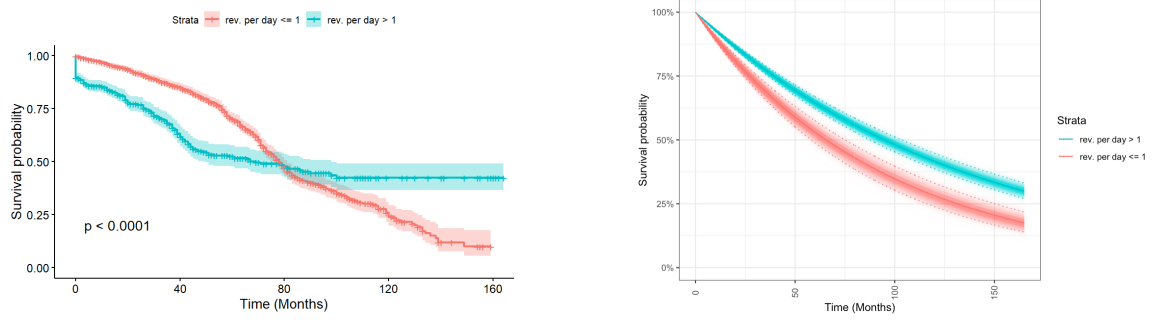 Strata rev. per day <= 1 rev. per day > 1
1.00
0.75
0.50
0.25
0.00
Survival probability
p < 0.0001
0 40 80 120 160
Time (Months)
100%
75%
50%
25%
0%
Survival probability
0 50 100 150
Time (Months)
Strata
rev. per day > 1
rev. per day <= 1